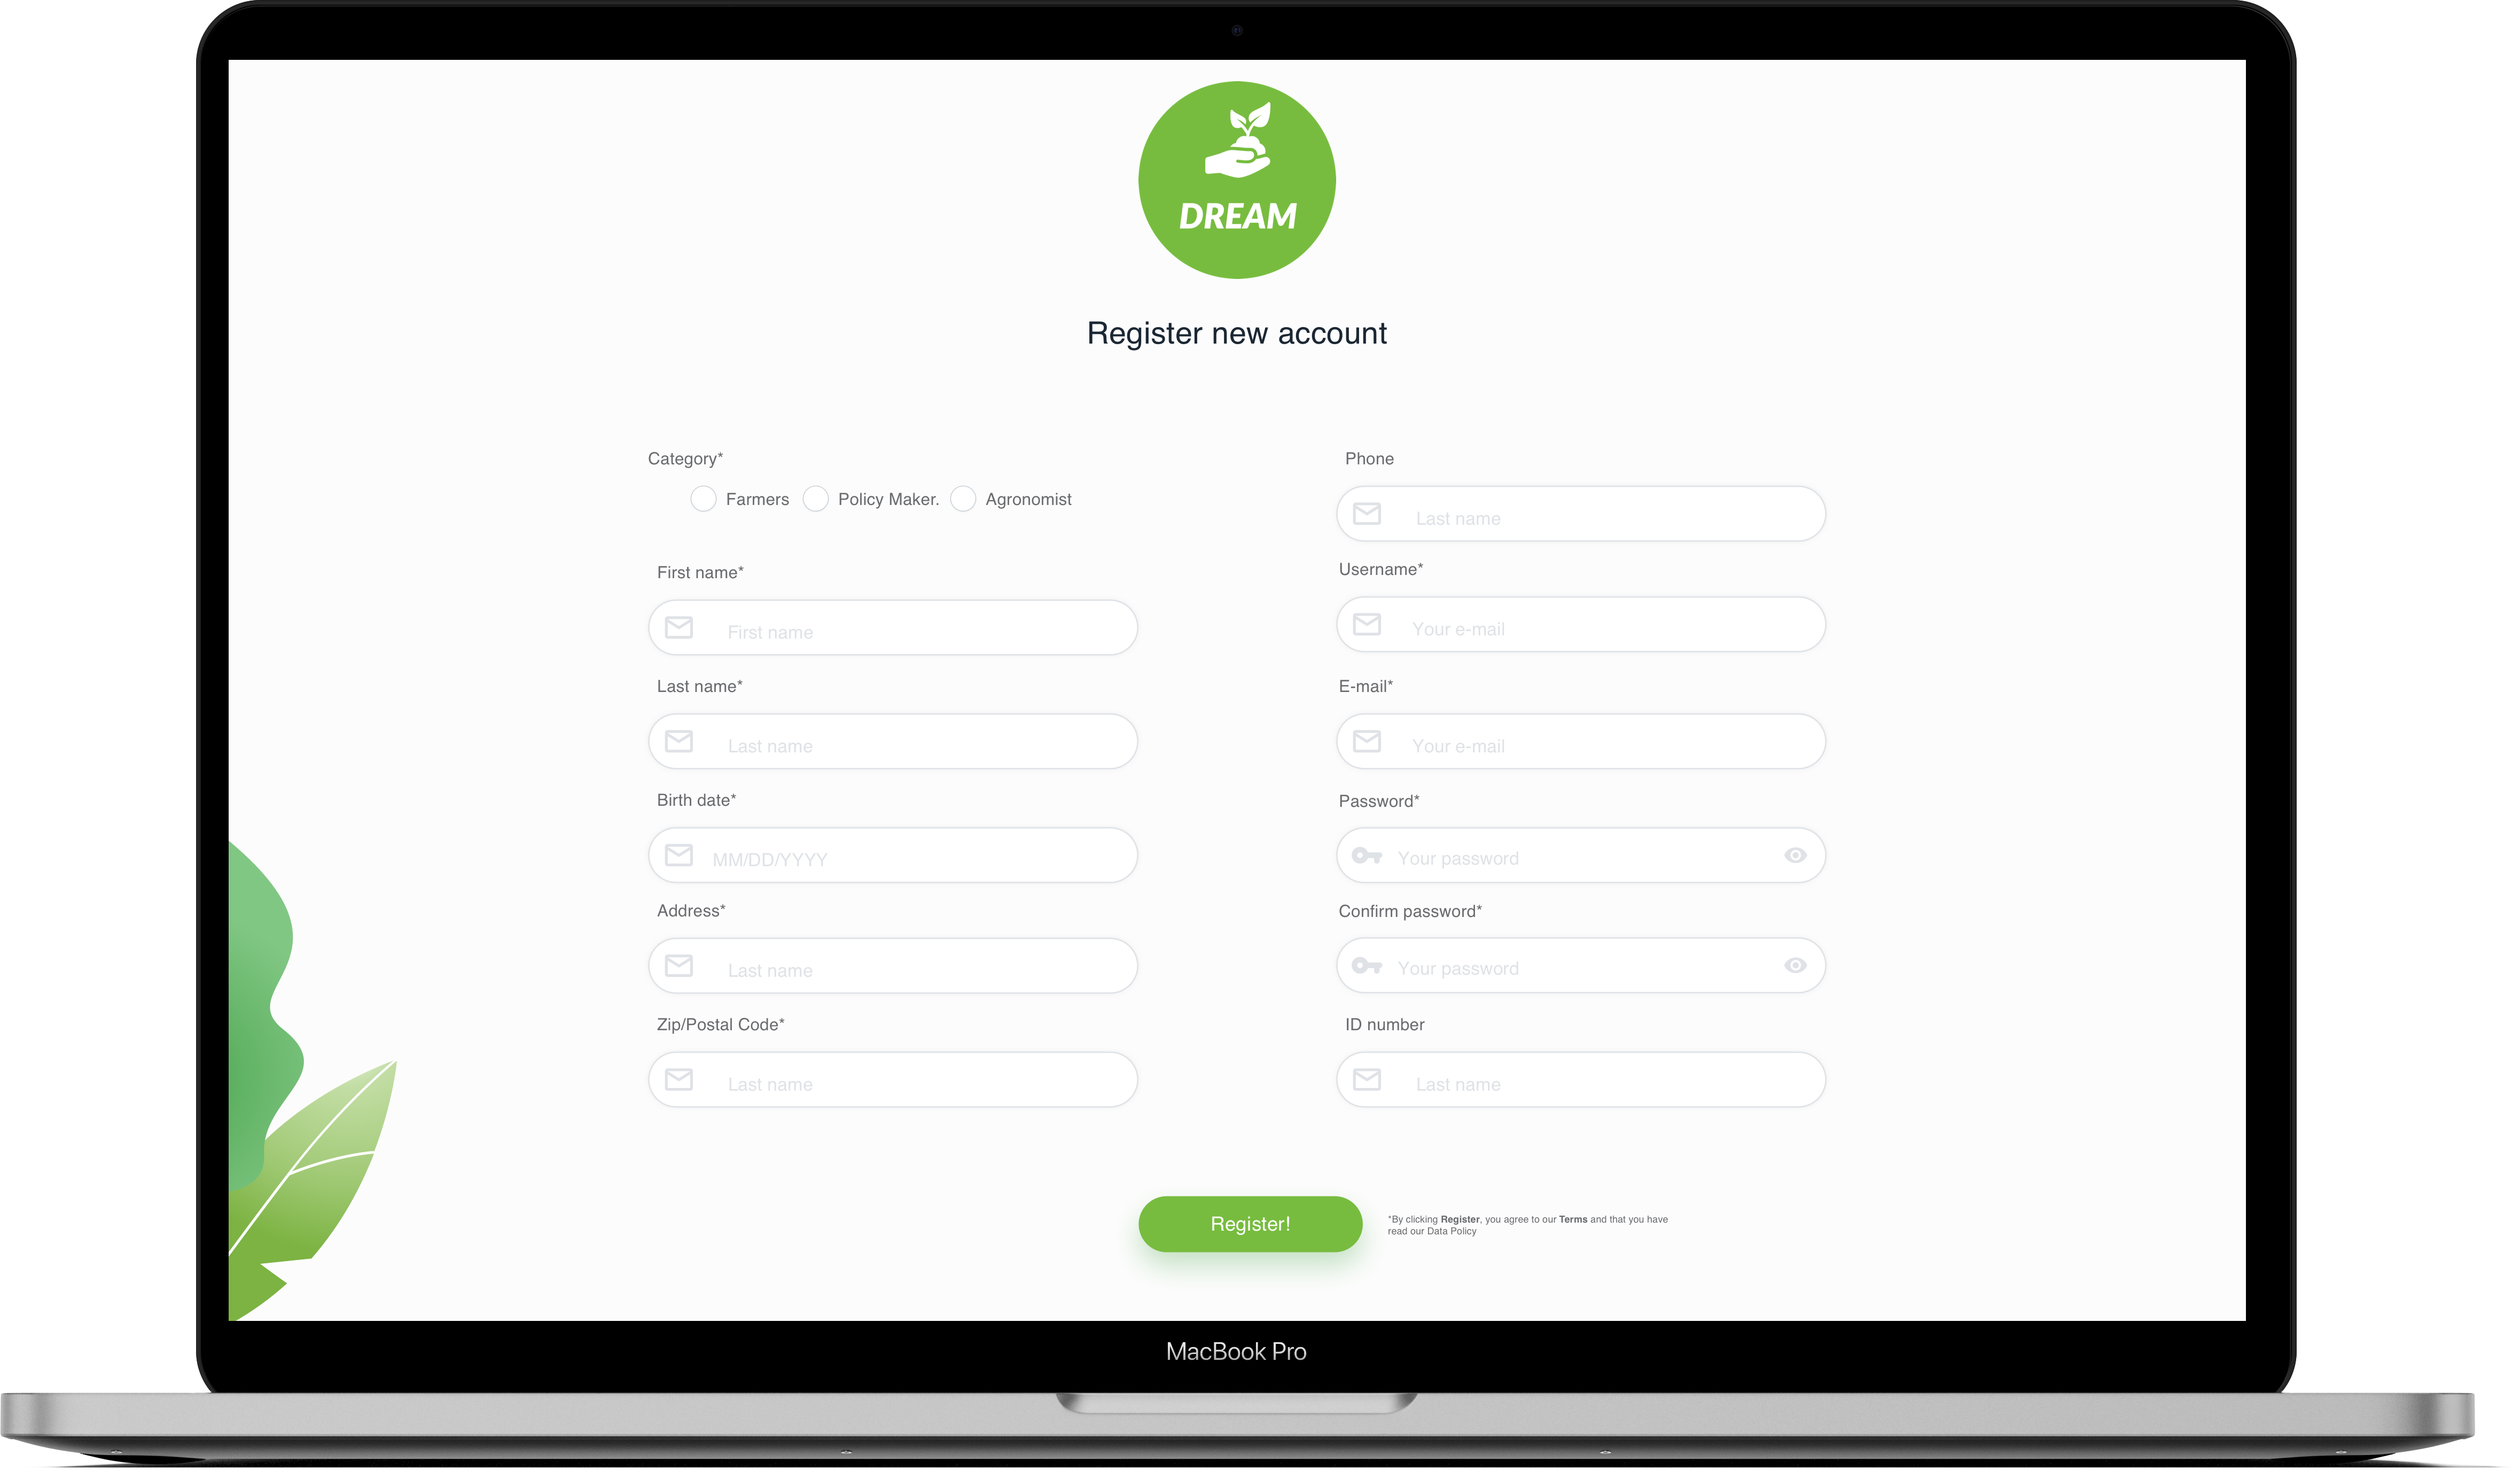 DREAM
Register new account
Category*
Farmers Policy Maker. Agronomist
First name*
First name
Last name*
Last name
Birth date*
MM/DD/YYYY
Address*
Last name
Zip/Postal Code*
Last name
Phone
Last name
Username*
Your e-mail
E-mail*
Your e-mail
Password*
Your password
Confirm password*
Your password
ID number
Last name
Register!
*By clicking Register, you agree to our Terms and that you have
read our Data Policy
MacBook Pro